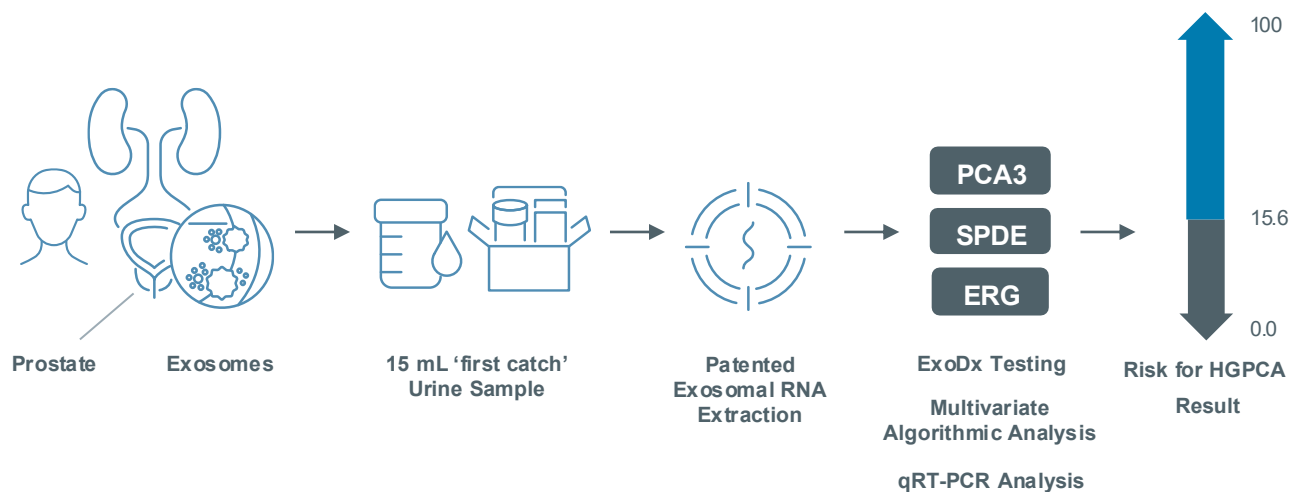 Prostate
Exosomes
15 mL ‘first catch’
Urine Sample
Patented
Exosomal RNA
Extraction
PCA3
SPDE
ERG
ExoDx Testing
Multivariate
Algorithmic Analysis
qRT-PCR Analysis
100
15.6
0.0
Risk for HGPCA
Result